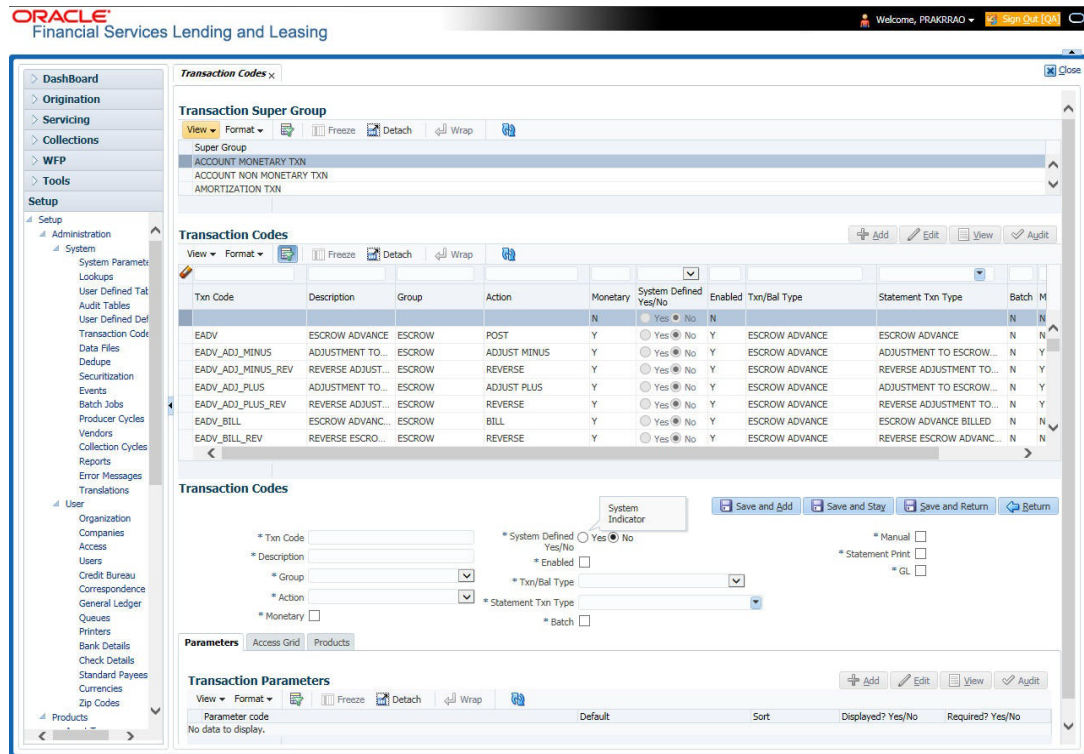 ORACLE
Financial Services Lending and Leasing
Welcome, PRAKRRAO
Sign Out [QA]
DashBoard
Origination
Servicing
Collections
WFP
Tools
Setup
Setup
Administration
System
System Paramete
Lookups
User Defined Tab
Audit Tables
User Defined Def
Transaction Code
Data Files
Dedupe
Securitization
Events
Batch Jobs
Producer Cycles
Vendors
Collection Cycles
Reports
Error Messages
Translations
User
Organization
Companies
Access
Users
Credit Bureau
Correspondence
General Ledger
Queues
Printers
Bank Details
Check Details
Standard Payees
Currencies
Zip Codes
Products
Transaction Codes x
Close
Transaction Super Group
View Format Freeze Detach Wrap
Super Group
ACCOUNT MONETARY TXN
ACCOUNT NON MONETARY TXN
AMORTIZATION TXN
Transaction Codes
Add Edit View Audit
View Format Freeze Detach Wrap
Txn Code Description Group Action Monetary System Defined Yes/No Enabled Txn/Bal Type Statement Txn Type Batch M
N Yes No N N N
EADV ESCROW ADVANCE ESCROW POST Y Yes No Y ESCROW ADVANCE ESCROW ADVANCE N N
EADV_ADJ_MINUS ADJUSTMENT TO... ESCROW ADJUST MINUS Y Yes No Y ESCROW ADVANCE ADJUSTMENT TO ESCROW... N Y
EADV_ADJ_MINUS_REV REVERSE ADJUST... ESCROW REVERSE Y Yes No Y ESCROW ADVANCE REVERSE ADJUSTMENT TO... N Y
EADV_ADJ_PLUS ADJUSTMENT TO... ESCROW ADJUST PLUS Y Yes No Y ESCROW ADVANCE ADJUSTMENT TO ESCROW... N Y
EADV_ADJ_PLUS_REV REVERSE ADJUST... ESCROW REVERSE Y Yes No Y ESCROW ADVANCE REVERSE ADJUSTMENT TO... N Y
EADV_BILL ESCROW ADVANC... ESCROW BILL Y Yes No Y ESCROW ADVANCE ESCROW ADVANCE BILLED N N
EADV_BILL_REV REVERSE ESCRO... ESCROW REVERSE Y Yes No Y ESCROW ADVANCE REVERSE ESCROW ADVANC... N N
Transaction Codes
System Indicator
Save and Add Save and Stay Save and Return Return
* Txn Code
* Description
* Group
* Action
* Monetary
* System Defined Yes/No Yes No
* Enabled
* Txn/Bal Type
* Statement Txn Type
* Batch
* Manual
* Statement Print
* GL
Parameters Access Grid Products
Transaction Parameters
Add Edit View Audit
View Format Freeze Detach Wrap
Parameter code Default Sort Displayed? Yes/No Required? Yes/No
No data to display.